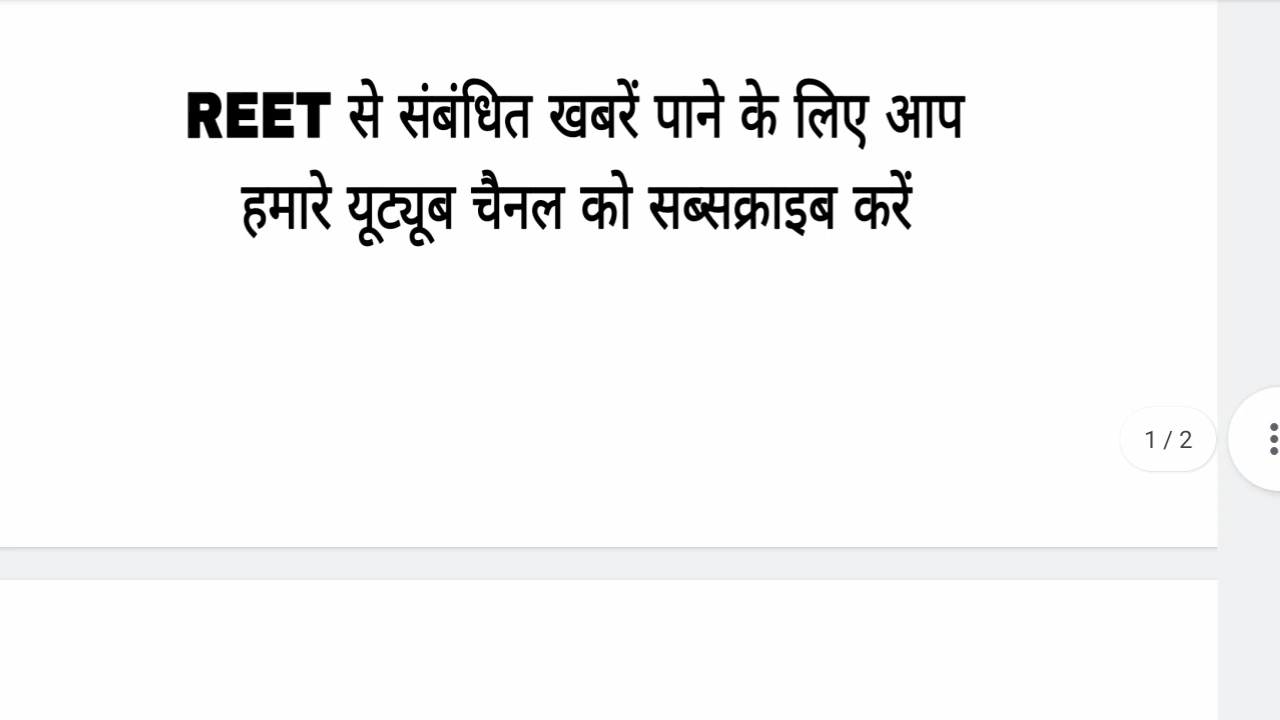 REET से संबंधित खबरें पाने के लिए आप
हमारे यूट्यूब चैनल को सब्सक्राइब करें
1 / 2